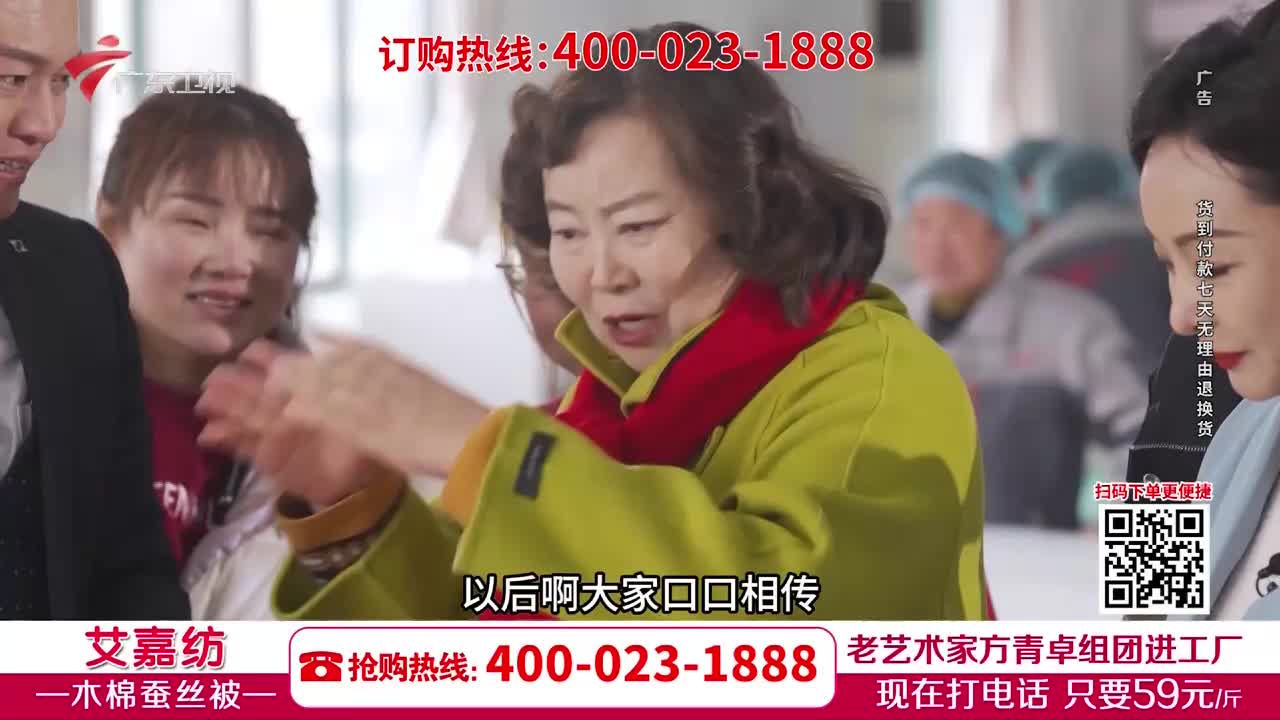 订购热线:400-023-1888
广东卫视
广告
货到付款七天无理由退换货
扫码下单更便捷
以后啊大家口口相传
艾嘉纺
木棉蚕丝被
抢购热线:400-023-1888
老艺术家方青卓组团进工厂
现在打电话 只要59元/斤